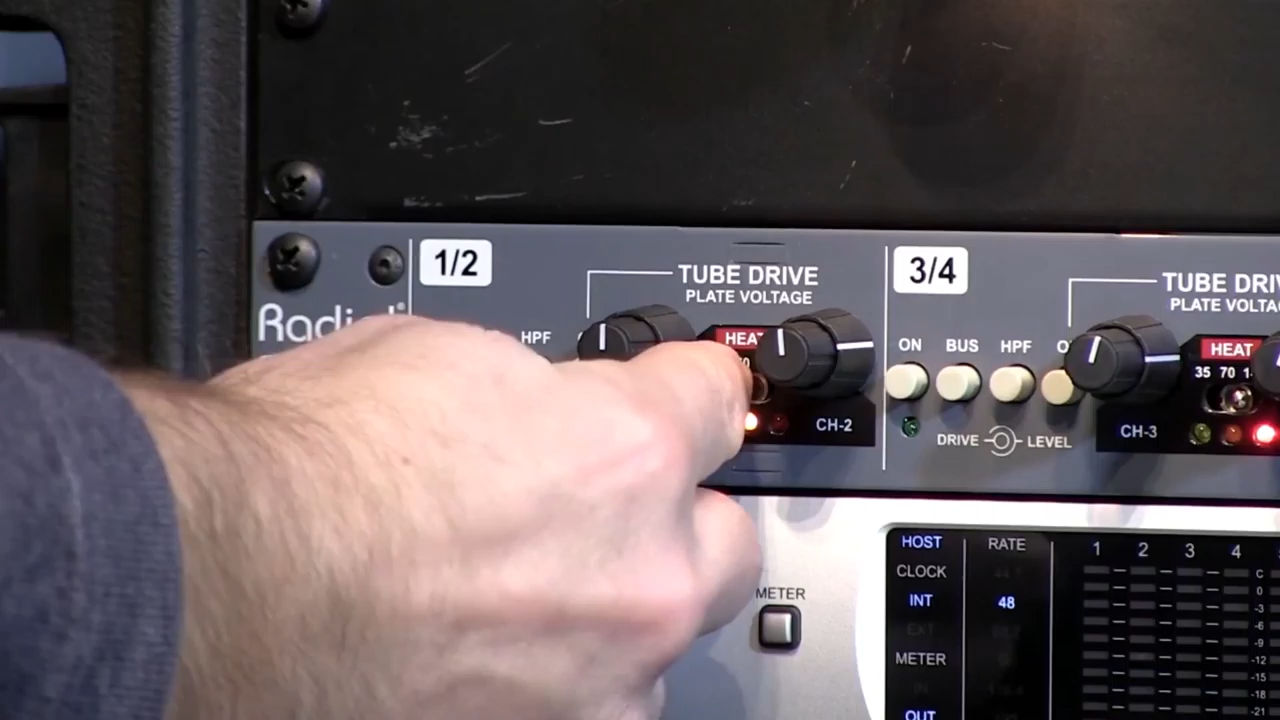 1/2
TUBE DRIVE
PLATE VOLTAGE
HPF
HEAT
CH-2
3/4
ON BUS HPF
DRIVE LEVEL
TUBE
PLATE
HEAT
35 70
CH-3
METER
HOST
CLOCK
INT
METER
OUT
RATE
48
1 2 3 4
0
-3
-6
-9
-12
-15
-18
-21